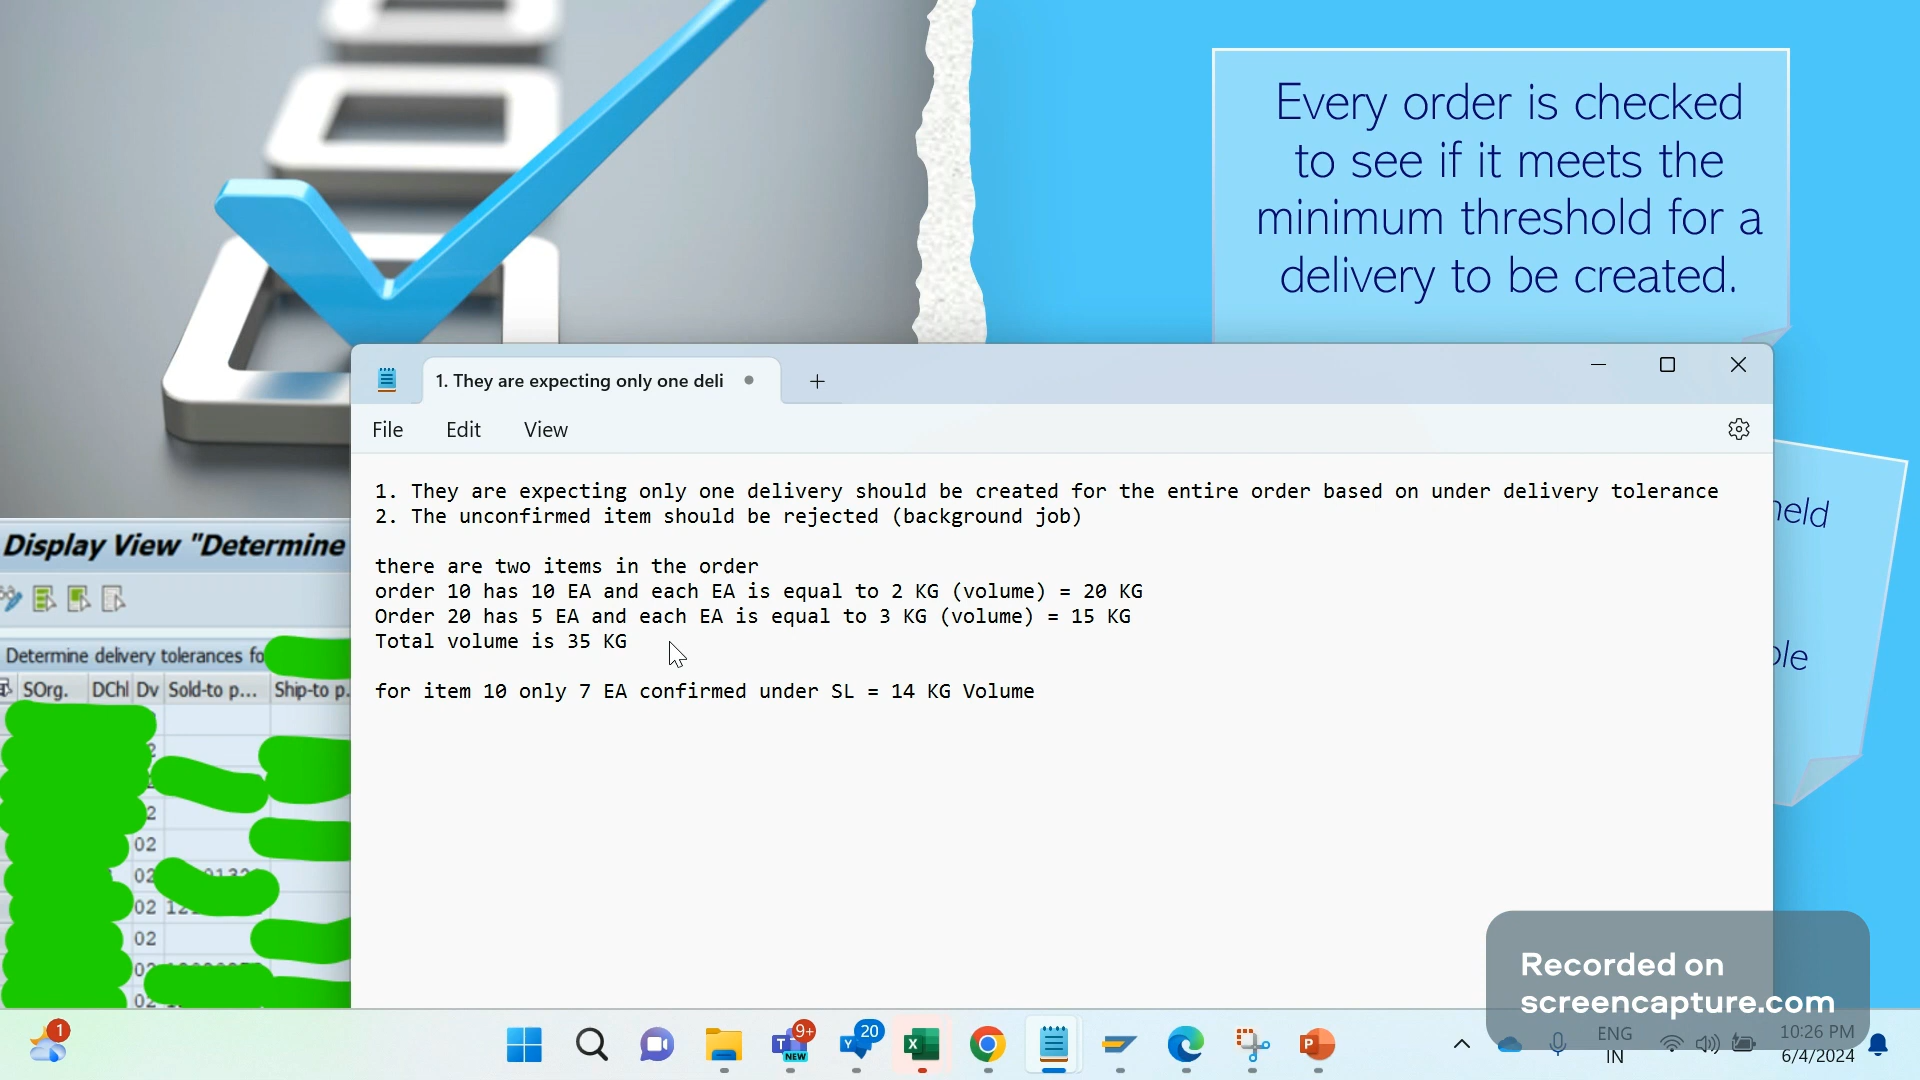 Every order is checked
to see if it meets the
minimum threshold for a
delivery to be created.
1. They are expecting only one deli
File Edit View
1. They are expecting only one delivery should be created for the entire order based on under delivery tolerance
2. The unconfirmed item should be rejected (background job)
there are two items in the order
order 10 has 10 EA and each EA is equal to 2 KG (volume) = 20 KG
Order 20 has 5 EA and each EA is equal to 3 KG (volume) = 15 KG
Total volume is 35 KG
for item 10 only 7 EA confirmed under SL = 14 KG Volume
Display View "Determine
Determine delivery tolerances fo
SOrg. DChl Dv Sold-to p... Ship-to p.
2
2
2
02
02
02
02
Recorded on
screencapture.com
1
9+
NEW
20
ENG
IN
10:26 PM
6/4/2024